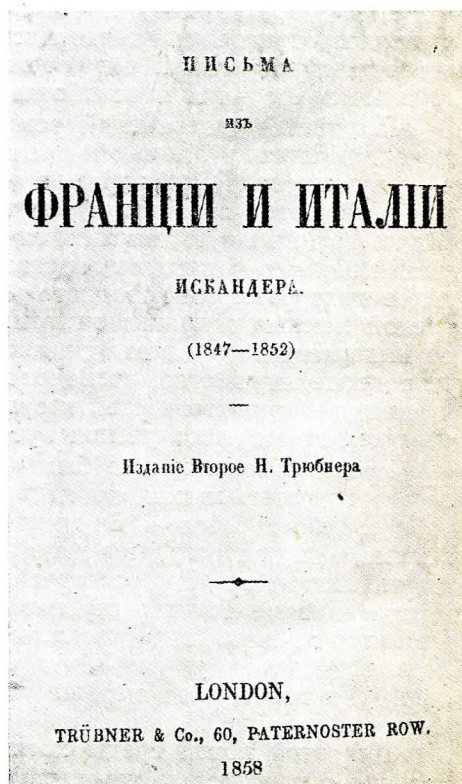 ПИСЬМА
изъ
ФРАНЦІИ И ИТАЛІИ
ИСКАНДЕРА.
(1847—1852)
Изданіе Второе Н. Трюбнера
LONDON,
TRÜBNER & Co., 60, PATERNOSTER ROW.
1858